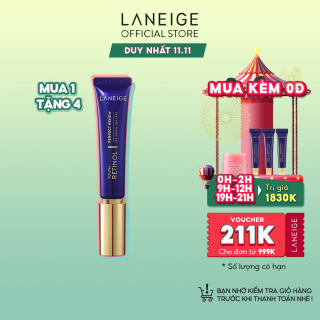 LANEIGE
OFFICIAL STORE
DUY NHẤT 11.11
MUA 1
TẶNG 4
LANEIGE
PERFECT RENEW
RETINOL
MUA KÈM 0Đ
0H-2H
9H-12H
19H-21H
Trị giá
1830K
VOUCHER
211K
Cho đơn từ 999K
LANEIGE
* Số lượng có hạn
BẠN NHỚ KIỂM TRA GIỎ HÀNG
TRƯỚC KHI THANH TOÁN NHÉ!